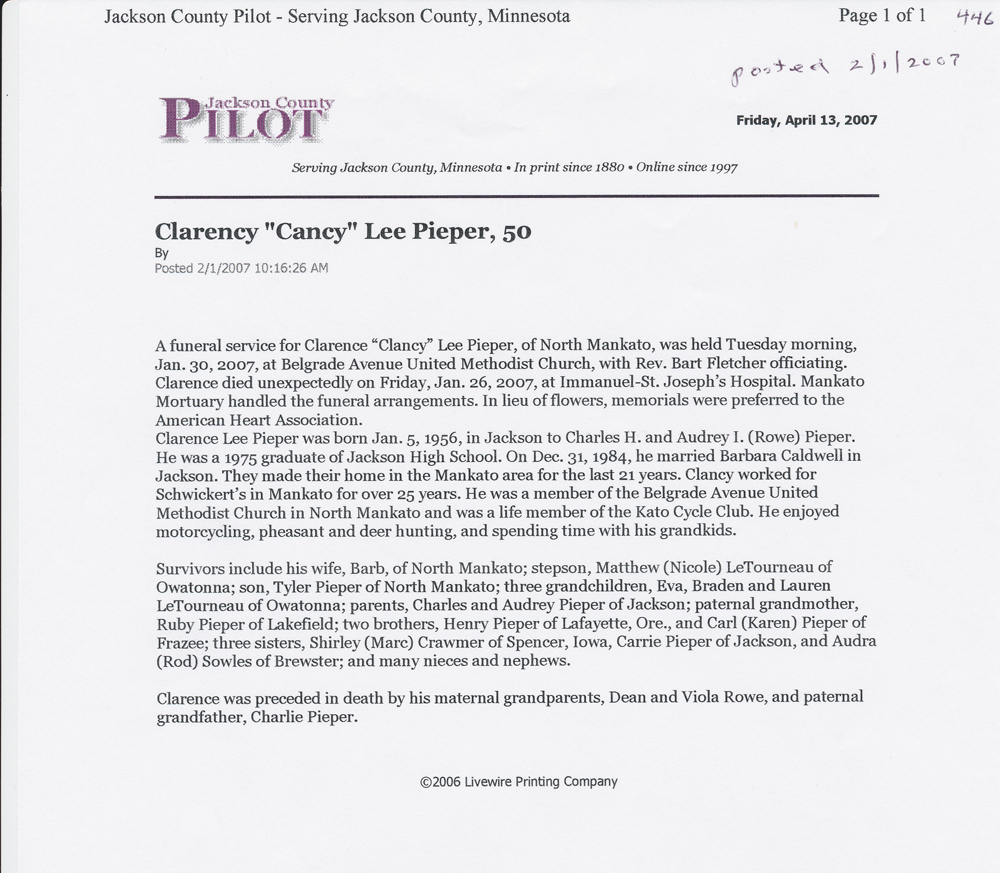 Jackson County Pilot - Serving Jackson County, Minnesota Page 1 of 1 446
posted 2/1/2007
Jackson County
PILOT
Friday, April 13, 2007
Serving Jackson County, Minnesota • In print since 1880 • Online since 1997
Clarency "Cancy" Lee Pieper, 50
By
Posted 2/1/2007 10:16:26 AM
A funeral service for Clarence “Clancy” Lee Pieper, of North Mankato, was held Tuesday morning,
Jan. 30, 2007, at Belgrade Avenue United Methodist Church, with Rev. Bart Fletcher officiating.
Clarence died unexpectedly on Friday, Jan. 26, 2007, at Immanuel-St. Joseph’s Hospital. Mankato
Mortuary handled the funeral arrangements. In lieu of flowers, memorials were preferred to the
American Heart Association.
Clarence Lee Pieper was born Jan. 5, 1956, in Jackson to Charles H. and Audrey I. (Rowe) Pieper.
He was a 1975 graduate of Jackson High School. On Dec. 31, 1984, he married Barbara Caldwell in
Jackson. They made their home in the Mankato area for the last 21 years. Clancy worked for
Schwickert’s in Mankato for over 25 years. He was a member of the Belgrade Avenue United
Methodist Church in North Mankato and was a life member of the Kato Cycle Club. He enjoyed
motorcycling, pheasant and deer hunting, and spending time with his grandkids.
Survivors include his wife, Barb, of North Mankato; stepson, Matthew (Nicole) LeTourneau of
Owatonna; son, Tyler Pieper of North Mankato; three grandchildren, Eva, Braden and Lauren
LeTourneau of Owatonna; parents, Charles and Audrey Pieper of Jackson; paternal grandmother,
Ruby Pieper of Lakefield; two brothers, Henry Pieper of Lafayette, Ore., and Carl (Karen) Pieper of
Frazee; three sisters, Shirley (Marc) Crawmer of Spencer, Iowa, Carrie Pieper of Jackson, and Audra
(Rod) Sowles of Brewster; and many nieces and nephews.
Clarence was preceded in death by his maternal grandparents, Dean and Viola Rowe, and paternal
grandfather, Charlie Pieper.
©2006 Livewire Printing Company